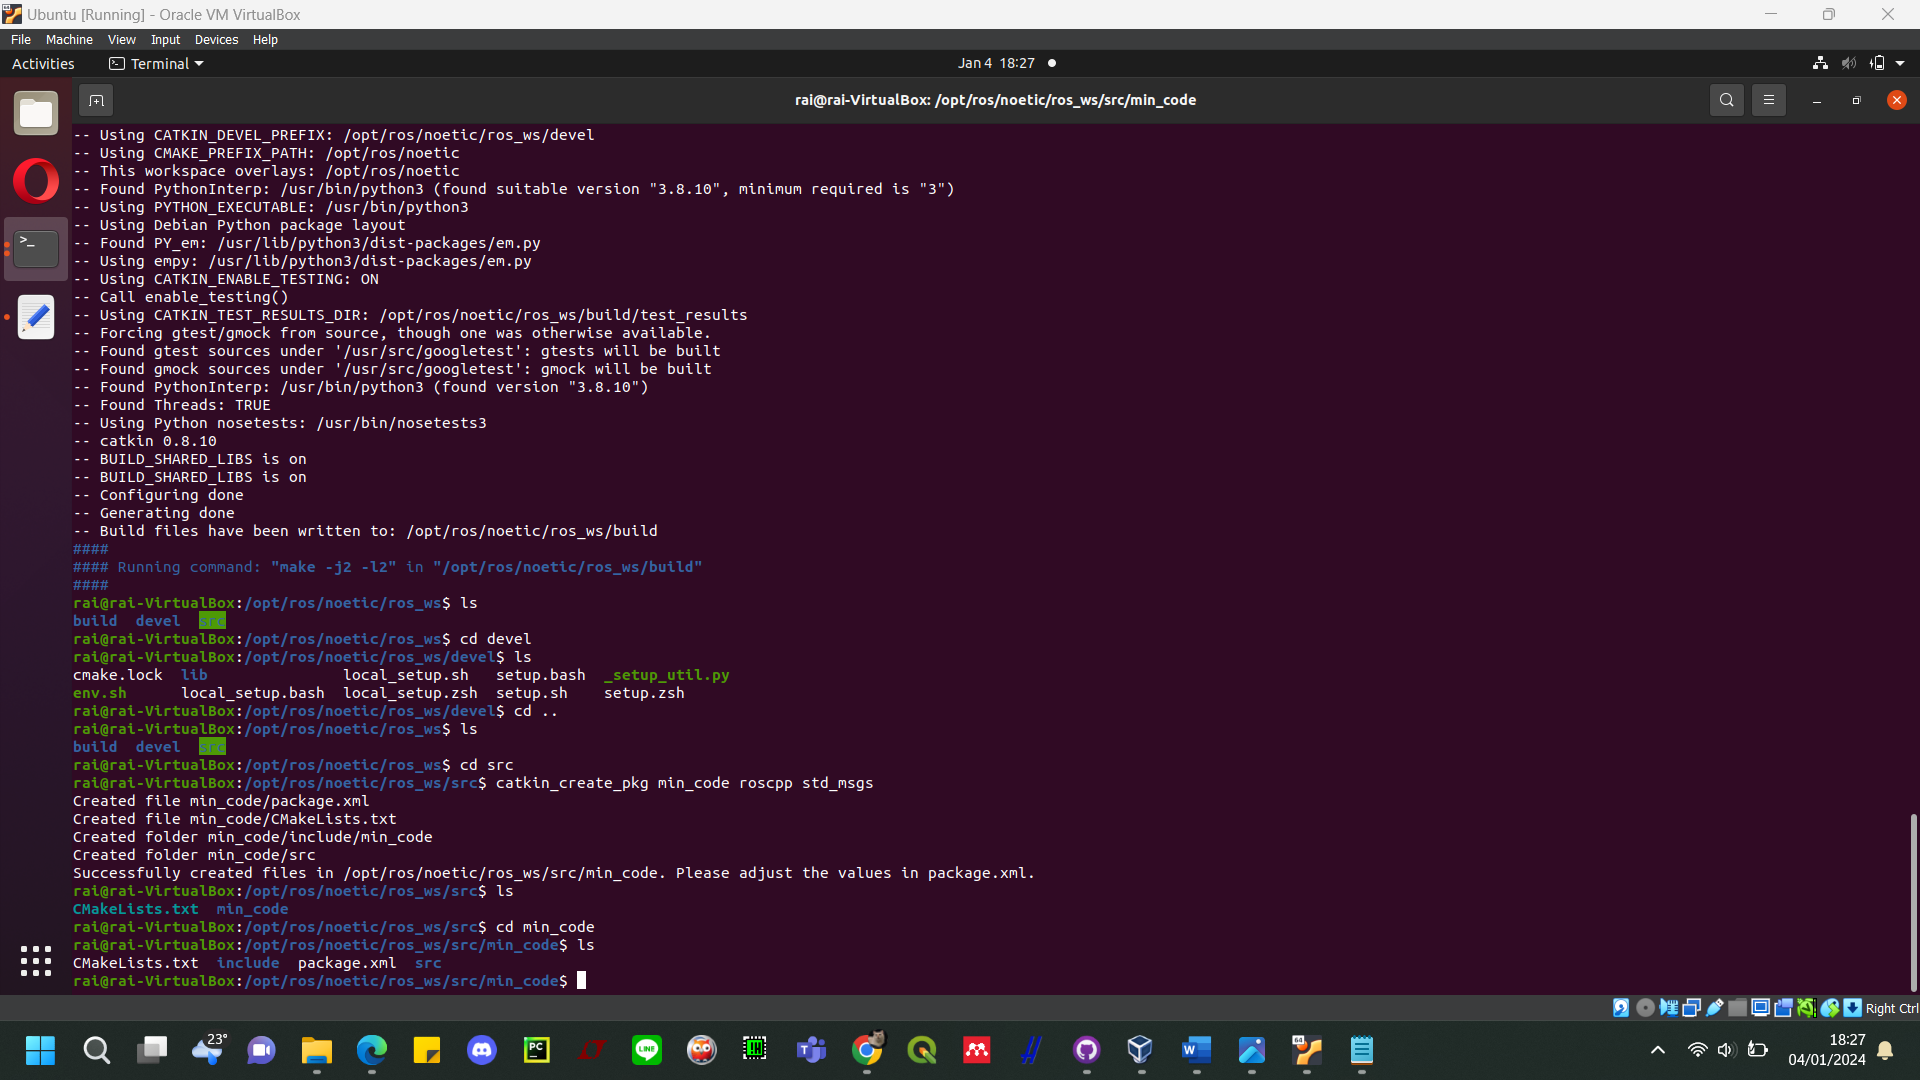 Ubuntu [Running] - Oracle VM VirtualBox
File Machine View Input Devices Help
Activities Terminal Jan 4 18:27
rai@rai-VirtualBox: /opt/ros/noetic/ros_ws/src/min_code
-- Using CATKIN_DEVEL_PREFIX: /opt/ros/noetic/ros_ws/devel
-- Using CMAKE_PREFIX_PATH: /opt/ros/noetic
-- This workspace overlays: /opt/ros/noetic
-- Found PythonInterp: /usr/bin/python3 (found suitable version "3.8.10", minimum required is "3")
-- Using PYTHON_EXECUTABLE: /usr/bin/python3
-- Using Debian Python package layout
-- Found PY_em: /usr/lib/python3/dist-packages/em.py
-- Using empy: /usr/lib/python3/dist-packages/em.py
-- Using CATKIN_ENABLE_TESTING: ON
-- Call enable_testing()
-- Using CATKIN_TEST_RESULTS_DIR: /opt/ros/noetic/ros_ws/build/test_results
-- Forcing gtest/gmock from source, though one was otherwise available.
-- Found gtest sources under '/usr/src/googletest': gtests will be built
-- Found gmock sources under '/usr/src/googletest': gmock will be built
-- Found PythonInterp: /usr/bin/python3 (found version "3.8.10")
-- Found Threads: TRUE
-- Using Python nosetests: /usr/bin/nosetests3
-- catkin 0.8.10
-- BUILD_SHARED_LIBS is on
-- BUILD_SHARED_LIBS is on
-- Configuring done
-- Generating done
-- Build files have been written to: /opt/ros/noetic/ros_ws/build
####
#### Running command: "make -j2 -l2" in "/opt/ros/noetic/ros_ws/build"
####
rai@rai-VirtualBox:/opt/ros/noetic/ros_ws$ ls
build devel src
rai@rai-VirtualBox:/opt/ros/noetic/ros_ws$ cd devel
rai@rai-VirtualBox:/opt/ros/noetic/ros_ws/devel$ ls
cmake.lock lib local_setup.sh setup.bash _setup_util.py
env.sh local_setup.bash local_setup.zsh setup.sh setup.zsh
rai@rai-VirtualBox:/opt/ros/noetic/ros_ws/devel$ cd ..
rai@rai-VirtualBox:/opt/ros/noetic/ros_ws$ ls
build devel src
rai@rai-VirtualBox:/opt/ros/noetic/ros_ws$ cd src
rai@rai-VirtualBox:/opt/ros/noetic/ros_ws/src$ catkin_create_pkg min_code roscpp std_msgs
Created file min_code/package.xml
Created file min_code/CMakeLists.txt
Created folder min_code/include/min_code
Created folder min_code/src
Successfully created files in /opt/ros/noetic/ros_ws/src/min_code. Please adjust the values in package.xml.
rai@rai-VirtualBox:/opt/ros/noetic/ros_ws/src$ ls
CMakeLists.txt min_code
rai@rai-VirtualBox:/opt/ros/noetic/ros_ws/src$ cd min_code
rai@rai-VirtualBox:/opt/ros/noetic/ros_ws/src/min_code$ ls
CMakeLists.txt include package.xml src
rai@rai-VirtualBox:/opt/ros/noetic/ros_ws/src/min_code$
Right Ctrl
23°
PC
LINE
18:27
04/01/2024